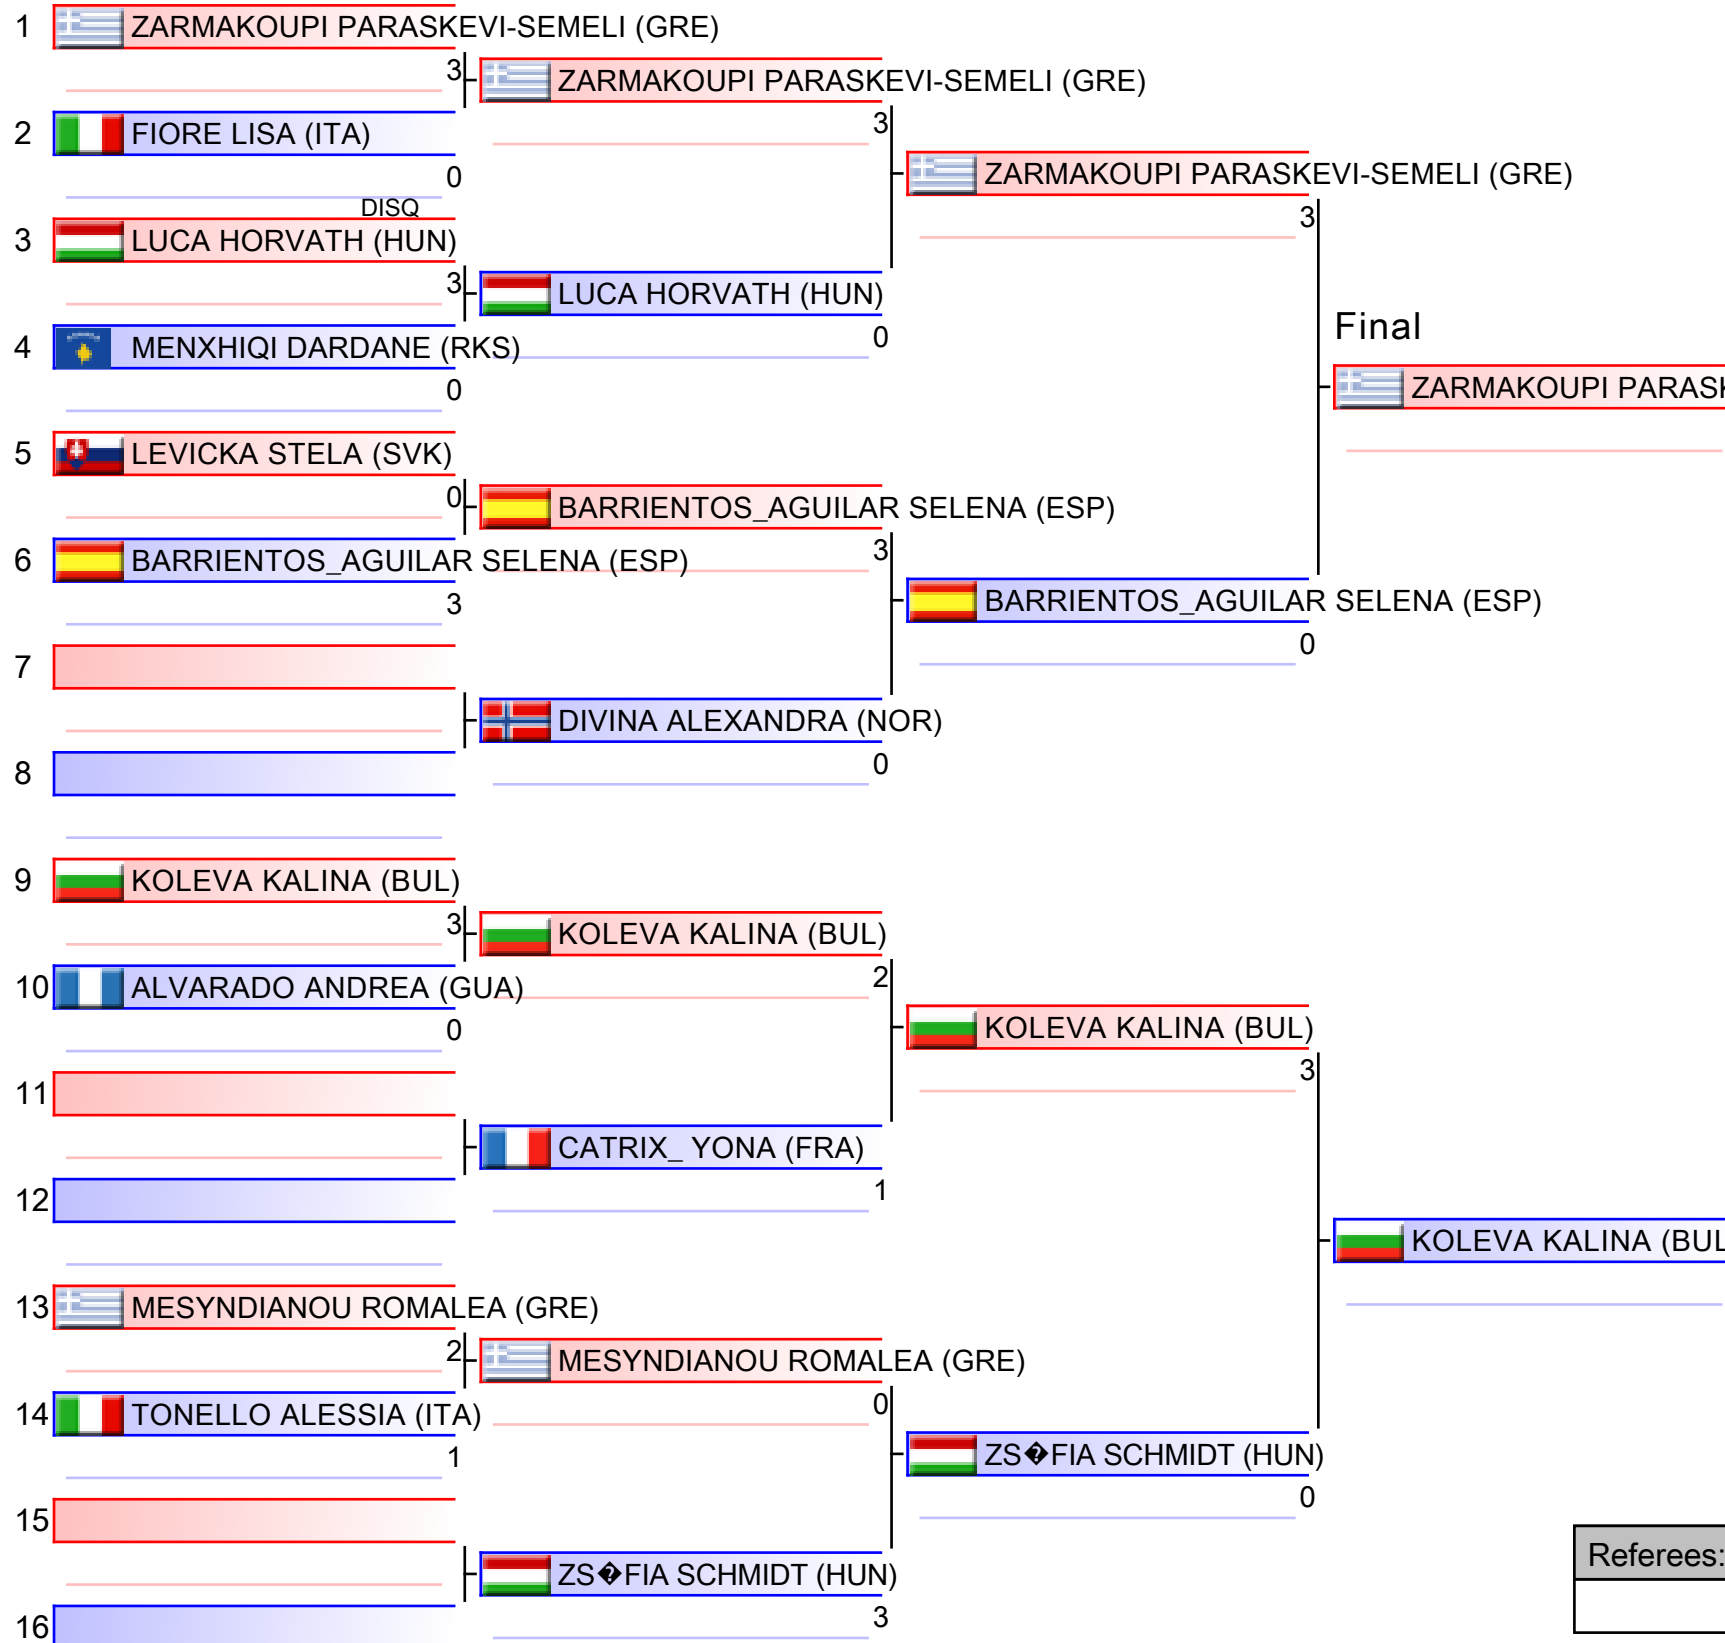 1 ZARMAKOUPI PARASKEVI-SEMELI (GRE)
3 ZARMAKOUPI PARASKEVI-SEMELI (GRE)
2 FIORE LISA (ITA)
3
0
ZARMAKOUPI PARASKEVI-SEMELI (GRE)
DISQ
3
3 LUCA HORVATH (HUN)
3 LUCA HORVATH (HUN)
Final
4 MENXHIQI DARDANE (RKS)
0
0
ZARMAKOUPI
5 LEVICKA STELA (SVK)
0 BARRIENTOS_AGUILAR SELENA (ESP)
6 BARRIENTOS_AGUILAR SELENA (ESP)
3
3
BARRIENTOS_AGUILAR SELENA (ESP)
0
7
DIVINA ALEXANDRA (NOR)
0
8
9 KOLEVA KALINA (BUL)
3 KOLEVA KALINA (BUL)
10 ALVARADO ANDREA (GUA)
2
0
KOLEVA KALINA (BUL)
3
11
CATRIX_ YONA (FRA)
1
12
KOLEVA KALINA (BUL
13 MESYNDIANOU ROMALEA (GRE)
2 MESYNDIANOU ROMALEA (GRE)
14 TONELLO ALESSIA (ITA)
0
1
ZS�FIA SCHMIDT (HUN)
0
15
Referees:
ZS�FIA SCHMIDT (HUN)
3
16